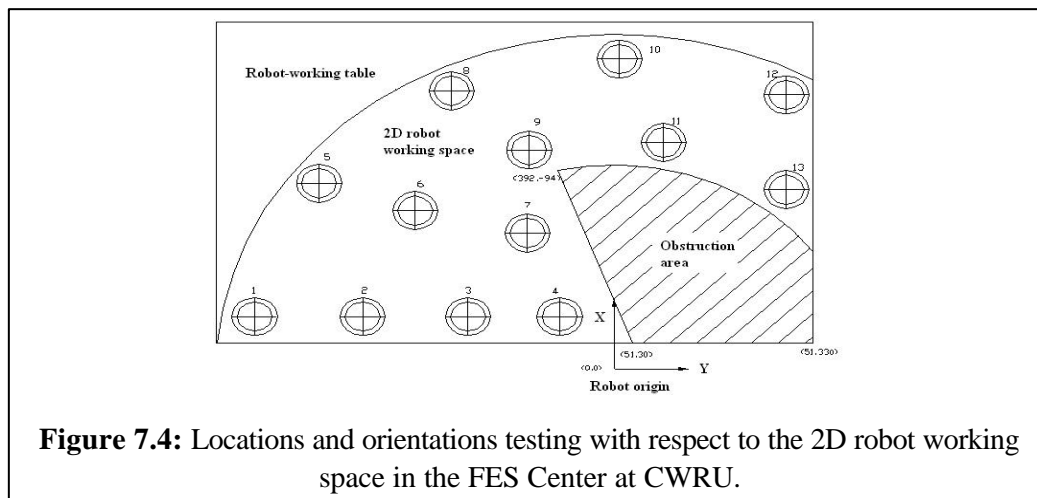 10
Robot-working table
8
12
2D robot
working space
9
11
5
(392,-94)
13
6
7
Obstruction
area
1
2
3
4
X
(51.30)
(51.330)
(0,0)
Y
Robot origin
Figure 7.4: Locations and orientations testing with respect to the 2D robot working
space in the FES Center at CWRU.